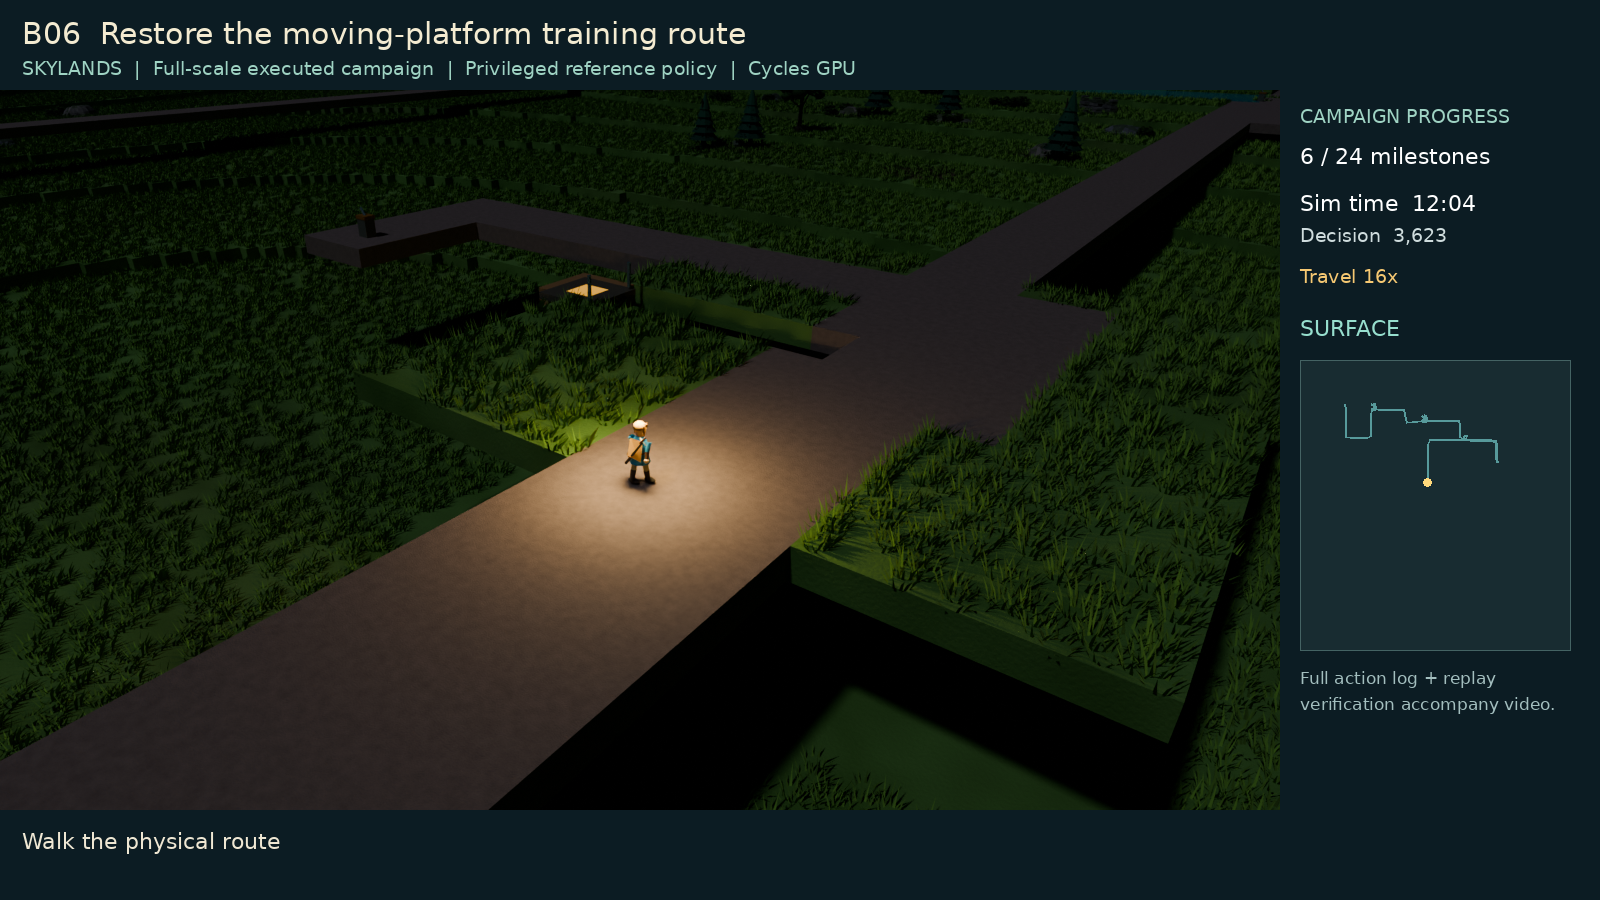 B06  Restore the moving-platform training route
SKYLANDS  |  Full-scale executed campaign  |  Privileged reference policy  |  Cycles GPU
CAMPAIGN PROGRESS
6 / 24 milestones
Sim time  12:04
Decision  3,623
Travel 16x
SURFACE
Full action log + replay
verification accompany video.
Walk the physical route